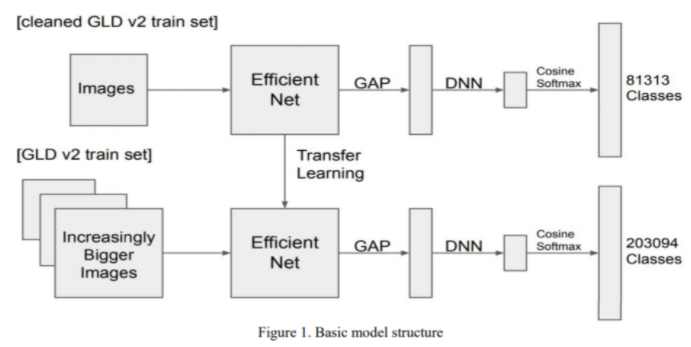 [cleaned GLD v2 train set]
Images
Efficient
Net
GAP
DNN
Cosine
Softmax
81313
Classes
Transfer
Learning
[GLD v2 train set]
Increasingly
Bigger
Images
Efficient
Net
GAP
DNN
Cosine
Softmax
203094
Classes
Figure 1. Basic model structure